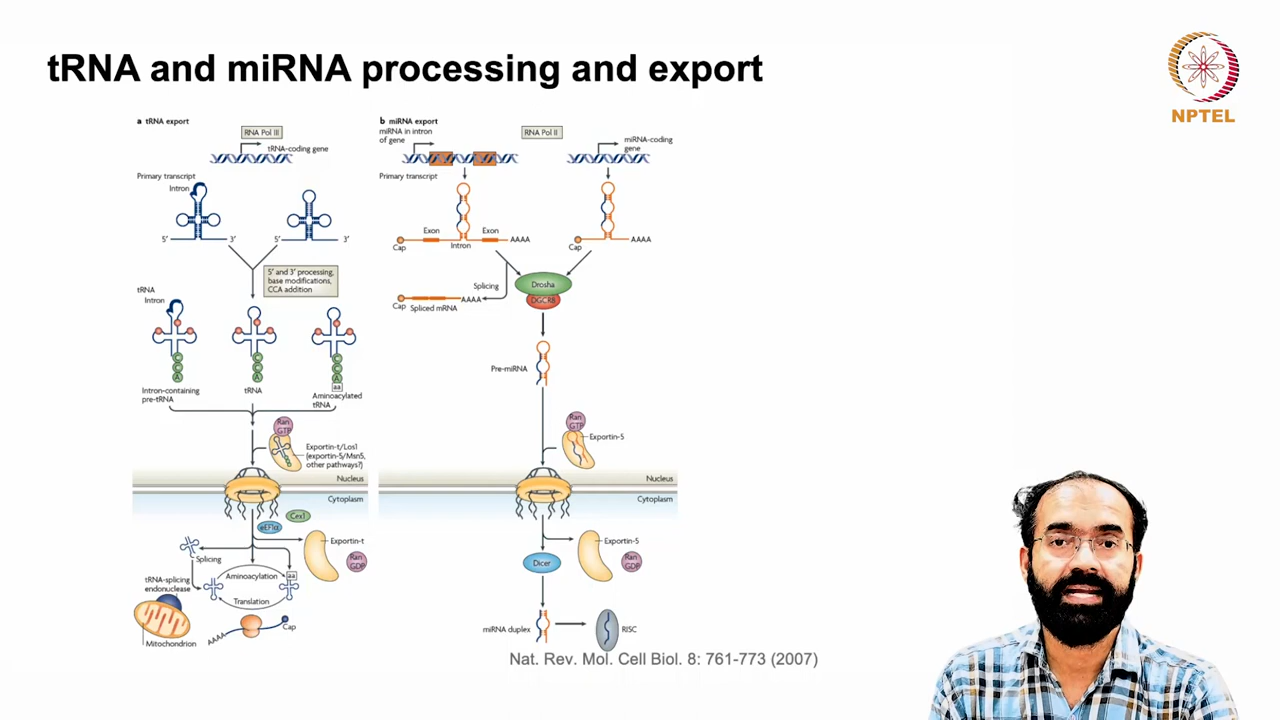 tRNA and miRNA processing and export
NPTEL
a tRNA export
RNA Pol III
tRNA-coding gene
Primary transcript
Intron
5′
3′
5′
3′
5′ and 3′ processing,
base modifications,
CCA addition
tRNA
Intron
C
C
A
C
C
A
C
C
A
aa
Intron-containing
pre-tRNA
tRNA
Aminoacylated
tRNA
Ran
GTP
Exportin-t/Los1
(exportin-5/Msn5,
other pathways?)
Nucleus
Cytoplasm
Cex1
eEF1α
Exportin-t
Ran
GDP
Splicing
tRNA-splicing
endonuclease
Aminoacylation
aa
Translation
Mitochondrion
AAAA
Cap
b miRNA export
miRNA in intron
of gene
RNA Pol II
miRNA-coding
gene
Primary transcript
Exon
Exon
Cap
Intron
AAAA
Cap
AAAA
Splicing
Drosha
DGCR8
Cap
AAAA
Spliced mRNA
Pre-miRNA
Ran
GTP
Exportin-5
Nucleus
Cytoplasm
Exportin-5
Ran
GDP
Dicer
miRNA duplex
RISC
Nat. Rev. Mol. Cell Biol. 8: 761-773 (2007)